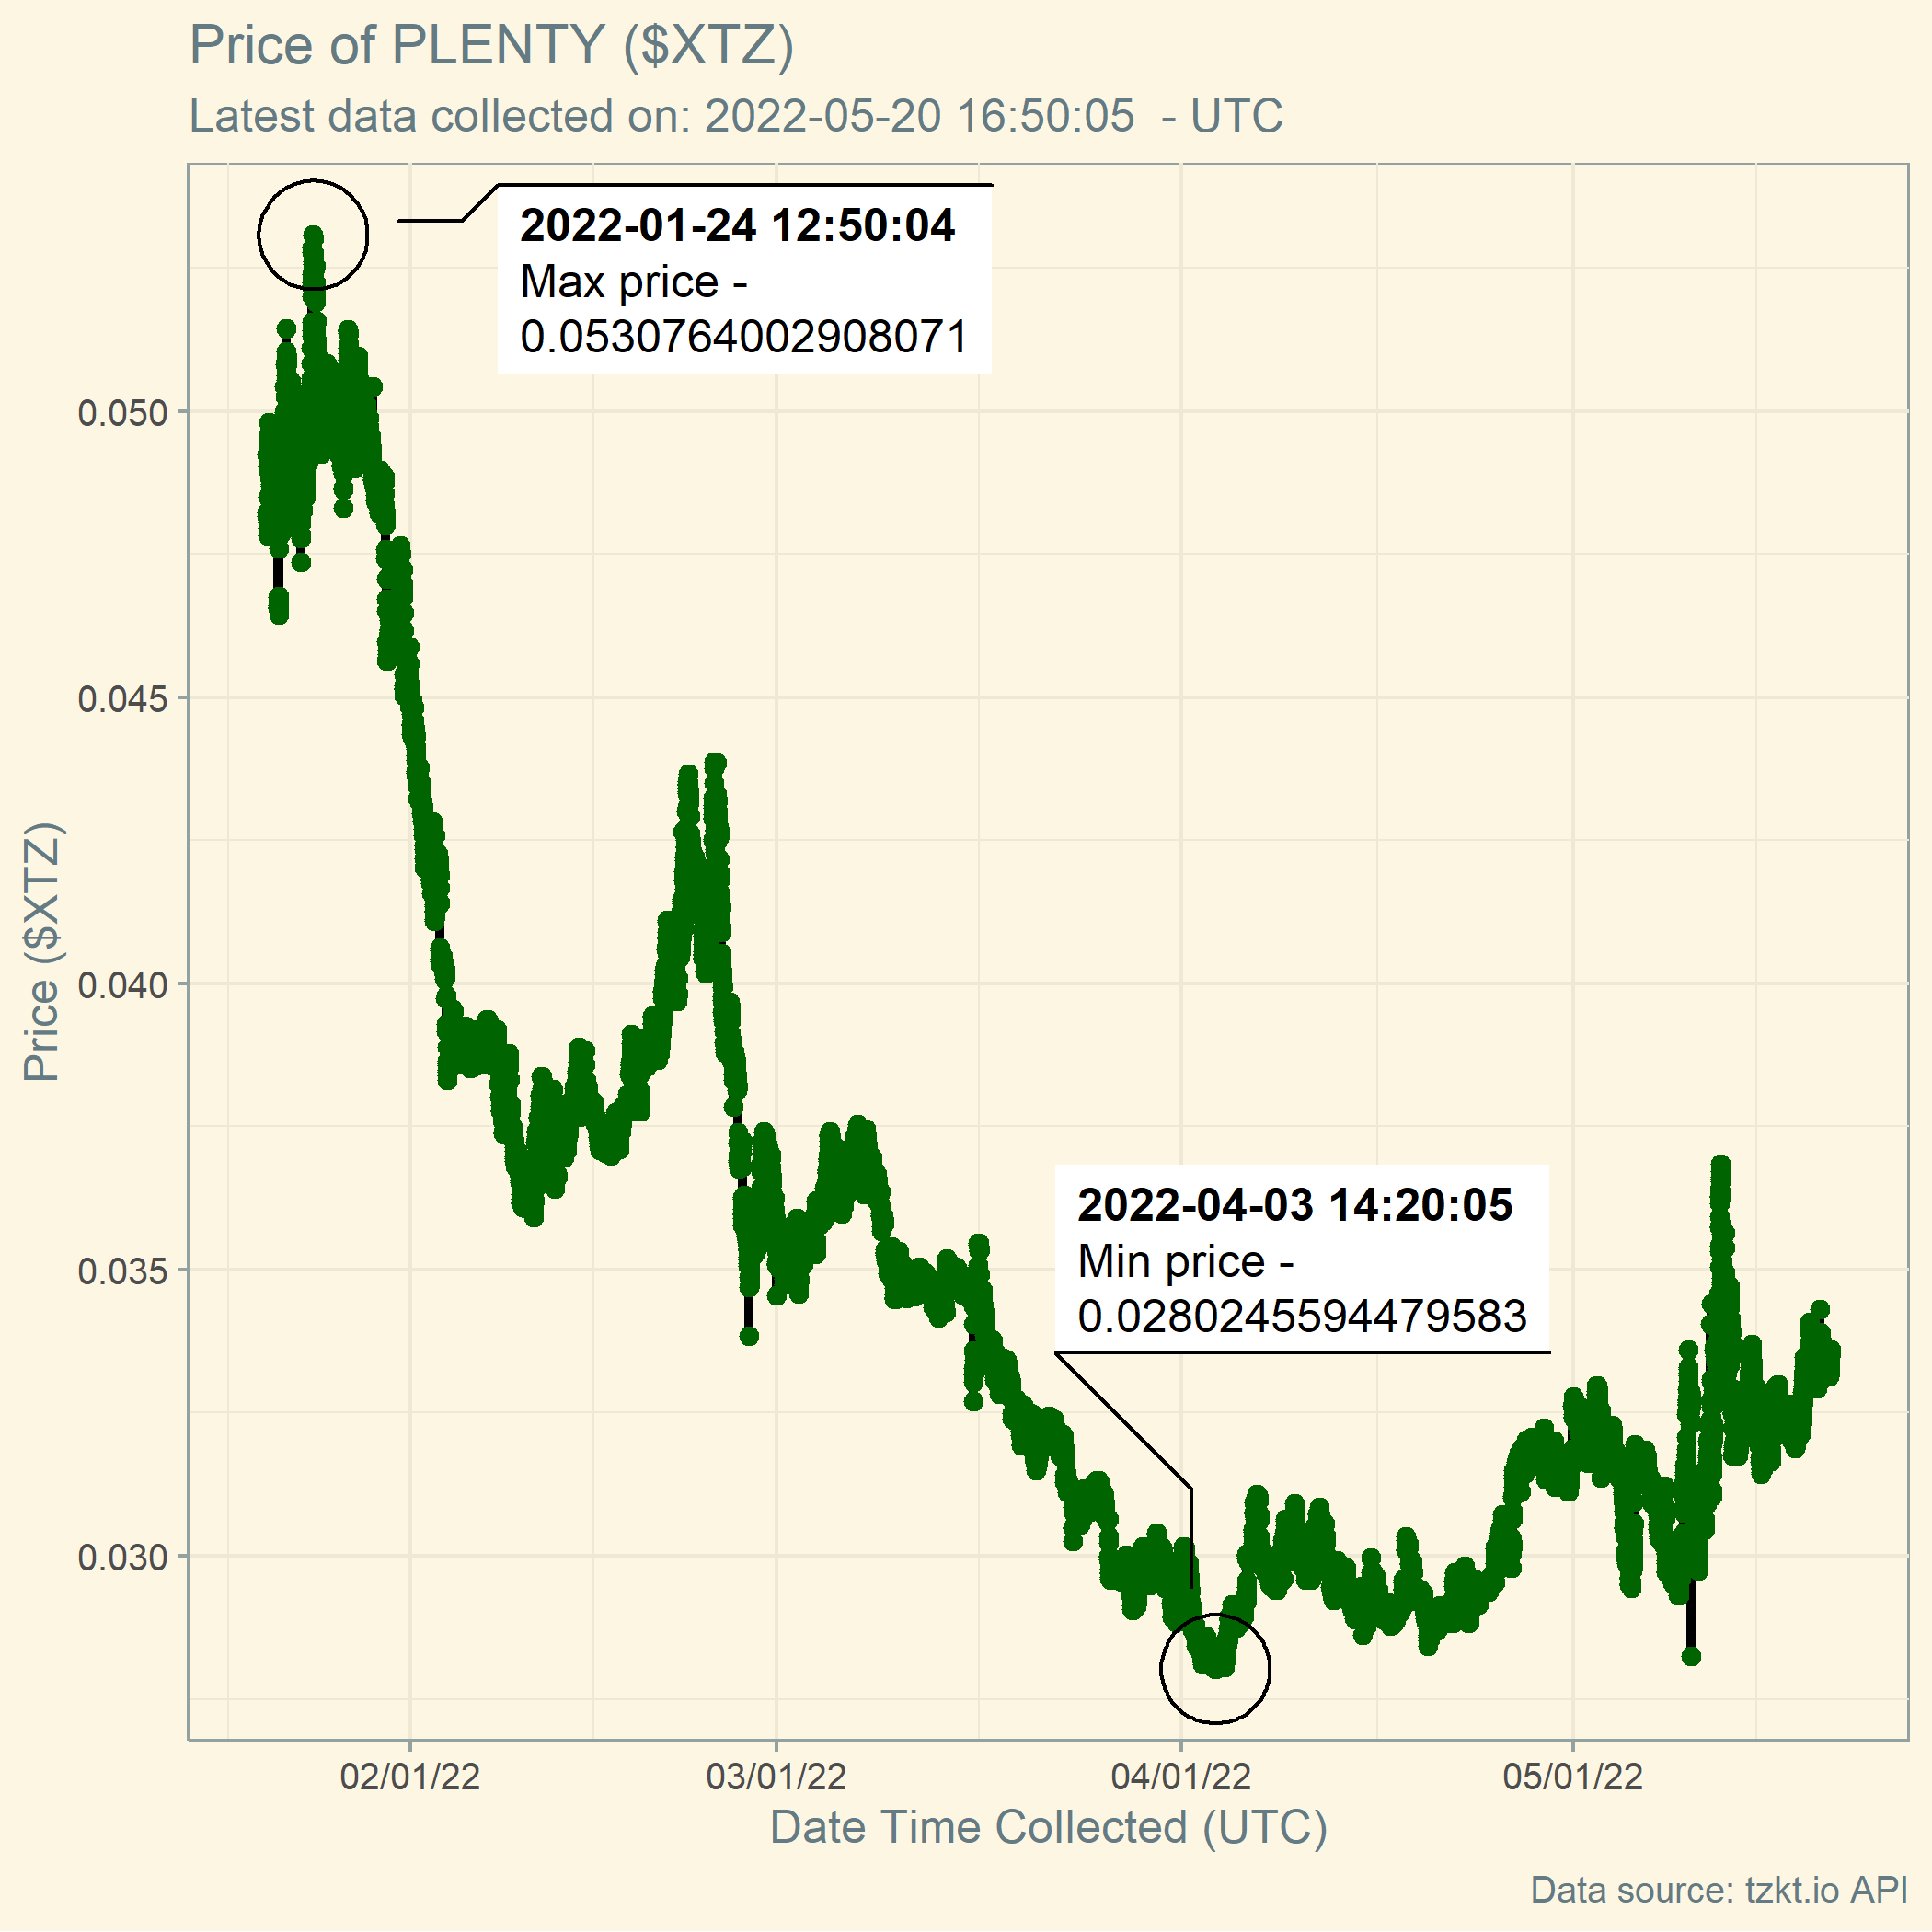 Price of PLENTY ($XTZ)
Latest data collected on: 2022-05-20 16:50:05  - UTC
2022-01-24 12:50:04
Max price -
0.0530764002908071
0.050
0.045
0.040
0.035
0.030
Price ($XTZ)
2022-04-03 14:20:05
Min price -
0.0280245594479583
02/01/22
03/01/22
04/01/22
05/01/22
Date Time Collected (UTC)
Data source: tzkt.io API